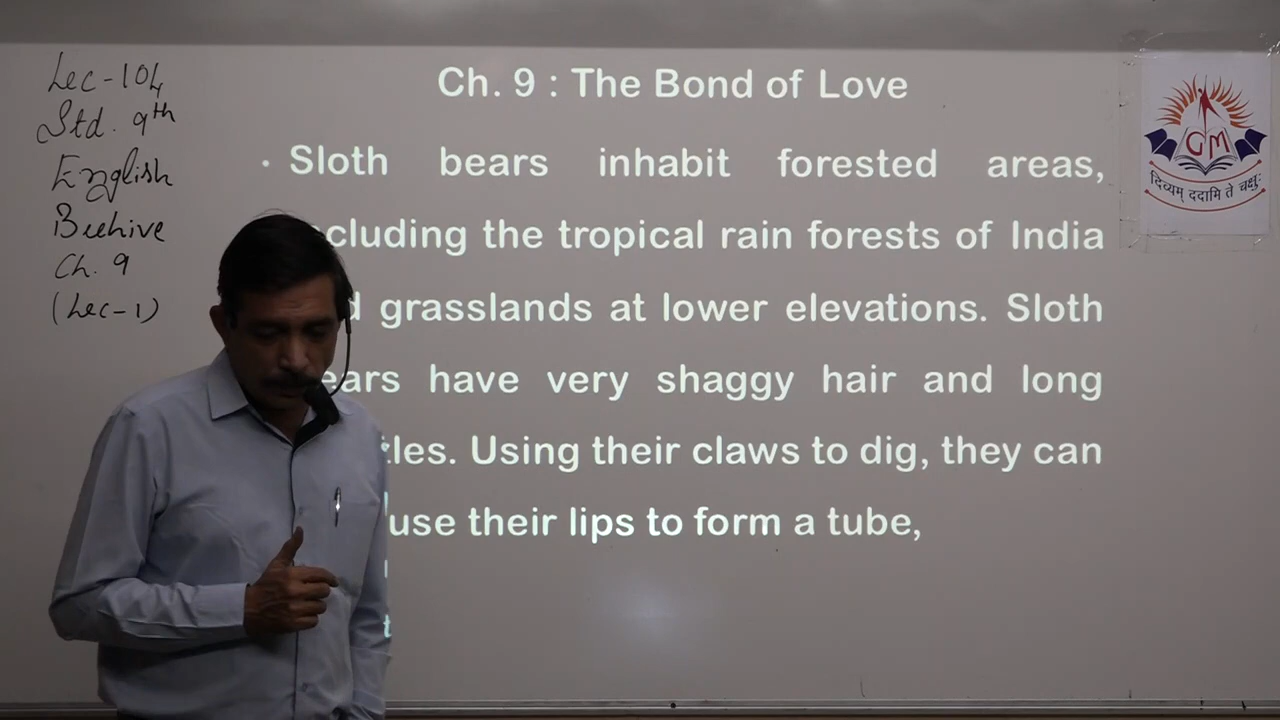 Lec-104
Std. 9th
English
Beehive
Ch. 9
(Lec-1)
Ch. 9 : The Bond of Love
• Sloth bears inhabit forested areas,
cluding the tropical rain forests of India
d grasslands at lower elevations. Sloth
ears have very shaggy hair and long
tles. Using their claws to dig, they can
use their lips to form a tube,
t
GM
दिव्यम् ददामि ते चक्षुः